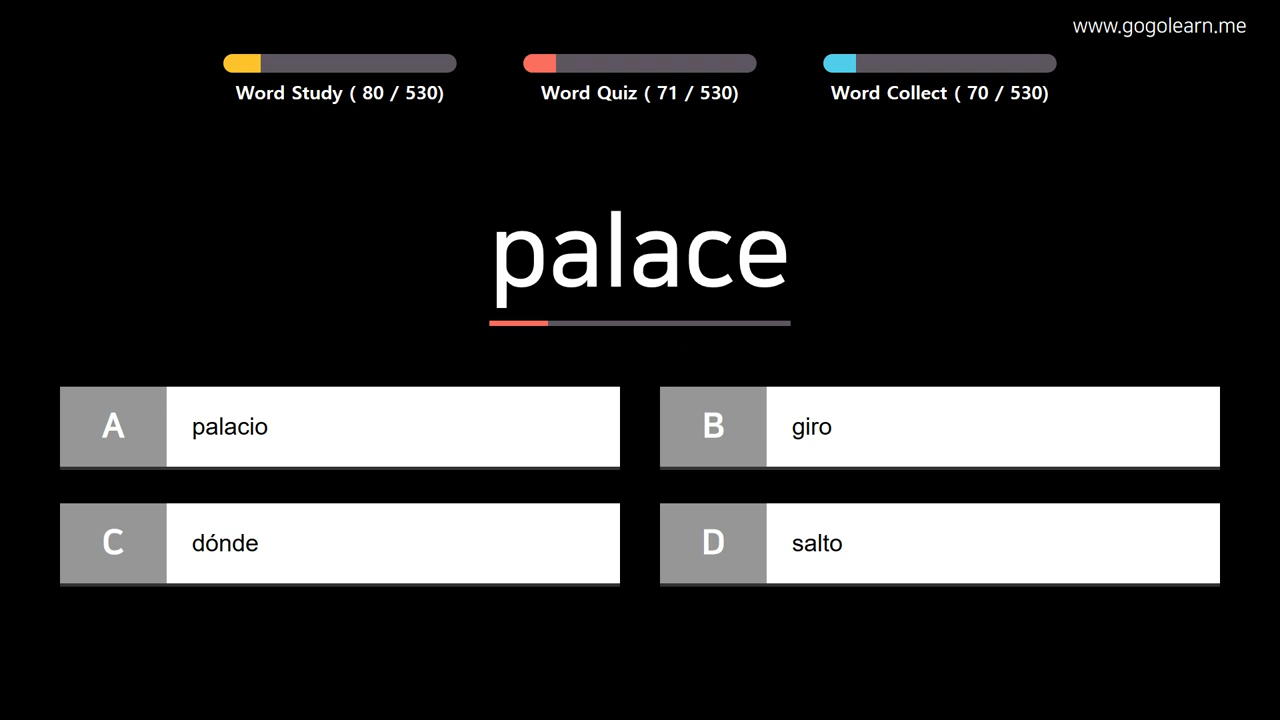 www.gogolearn.me
Word Study ( 80 / 530)
Word Quiz ( 71 / 530)
Word Collect ( 70 / 530)
palace
A palacio
B giro
C dónde
D salto